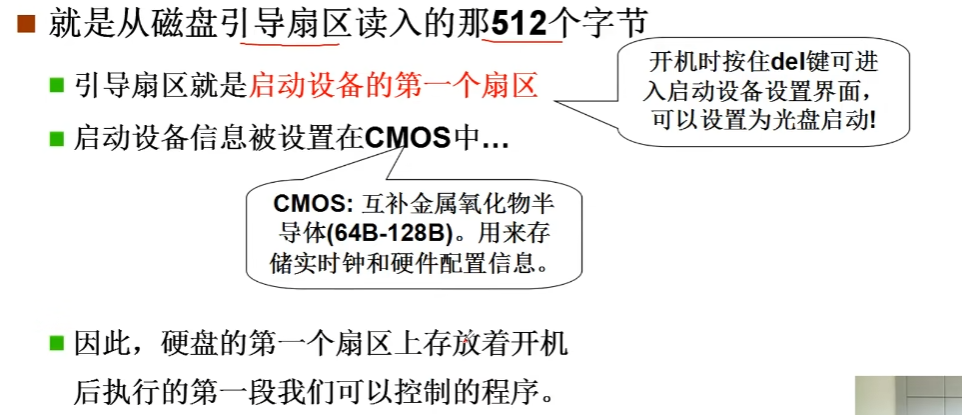 就是从磁盘引导扇区读入的那512个字节
引导扇区就是启动设备的第一个扇区
开机时按住del键可进
入启动设备设置界面，
可以设置为光盘启动!
启动设备信息被设置在CMOS中...
CMOS: 互补金属氧化物半
导体(64B-128B)。用来存
储实时钟和硬件配置信息。
因此，硬盘的第一个扇区上存放着开机
后执行的第一段我们可以控制的程序。